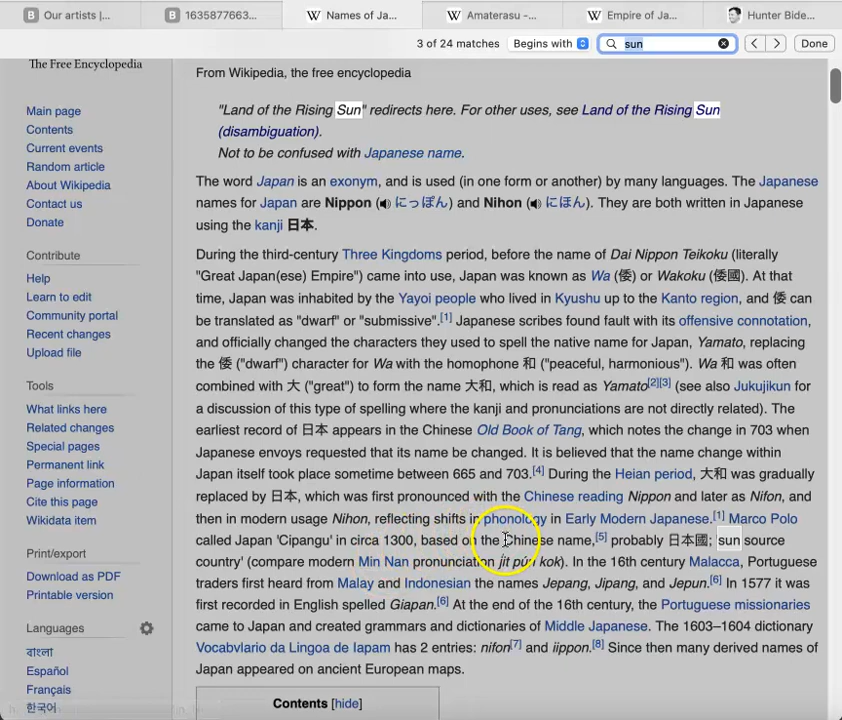 Our artists |...
1635877663...
Names of Ja...
Amaterasu -...
Empire of Ja...
Hunter Bide...
3 of 24 matches
Begins with
sun
Done
The Free Encyclopedia
Main page
Contents
Current events
Random article
About Wikipedia
Contact us
Donate
Contribute
Help
Learn to edit
Community portal
Recent changes
Upload file
Tools
What links here
Related changes
Special pages
Permanent link
Page information
Cite this page
Wikidata item
Print/export
Download as PDF
Printable version
Languages
বাংলা
Español
Français
한국어
From Wikipedia, the free encyclopedia
"Land of the Rising Sun" redirects here. For other uses, see Land of the Rising Sun
(disambiguation).
Not to be confused with Japanese name.
The word Japan is an exonym, and is used (in one form or another) by many languages. The Japanese
names for Japan are Nippon (にっぽん) and Nihon (にほん). They are both written in Japanese
using the kanji 日本.
During the third-century Three Kingdoms period, before the name of Dai Nippon Teikoku (literally
"Great Japan(ese) Empire") came into use, Japan was known as Wa (倭) or Wakoku (倭國). At that
time, Japan was inhabited by the Yayoi people who lived in Kyushu up to the Kanto region, and 倭 can
be translated as "dwarf" or "submissive".[1] Japanese scribes found fault with its offensive connotation,
and officially changed the characters they used to spell the native name for Japan, Yamato, replacing
the 倭 ("dwarf") character for Wa with the homophone 和 ("peaceful, harmonious"). Wa 和 was often
combined with 大 ("great") to form the name 大和, which is read as Yamato[2][3] (see also Jukujikun for
a discussion of this type of spelling where the kanji and pronunciations are not directly related). The
earliest record of 日本 appears in the Chinese Old Book of Tang, which notes the change in 703 when
Japanese envoys requested that its name be changed. It is believed that the name change within
Japan itself took place sometime between 665 and 703.[4] During the Heian period, 大和 was gradually
replaced by 日本, which was first pronounced with the Chinese reading Nippon and later as Nifon, and
then in modern usage Nihon, reflecting shifts in phonology in Early Modern Japanese.[1] Marco Polo
called Japan 'Cipangu' in circa 1300, based on the Chinese name,[5] probably 日本國; sun source
country' (compare modern Min Nan pronunciation ji̍t pún kok). In the 16th century Malacca, Portuguese
traders first heard from Malay and Indonesian the names Jepang, Jipang, and Jepun.[6] In 1577 it was
first recorded in English spelled Giapan.[6] At the end of the 16th century, the Portuguese missionaries
came to Japan and created grammars and dictionaries of Middle Japanese. The 1603–1604 dictionary
Vocabvlario da Lingoa de Iapam has 2 entries: nifon[7] and iippon.[8] Since then many derived names of
Japan appeared on ancient European maps.
Contents [hide]